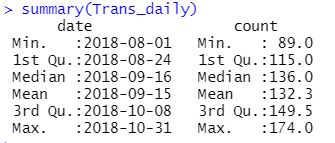 > summary(Trans_daily)
date count
Min. :2018-08-01 Min. : 89.0
1st Qu.:2018-08-24 1st Qu.:115.0
Median :2018-09-16 Median :136.0
Mean :2018-09-15 Mean :132.3
3rd Qu.:2018-10-08 3rd Qu.:149.5
Max. :2018-10-31 Max. :174.0